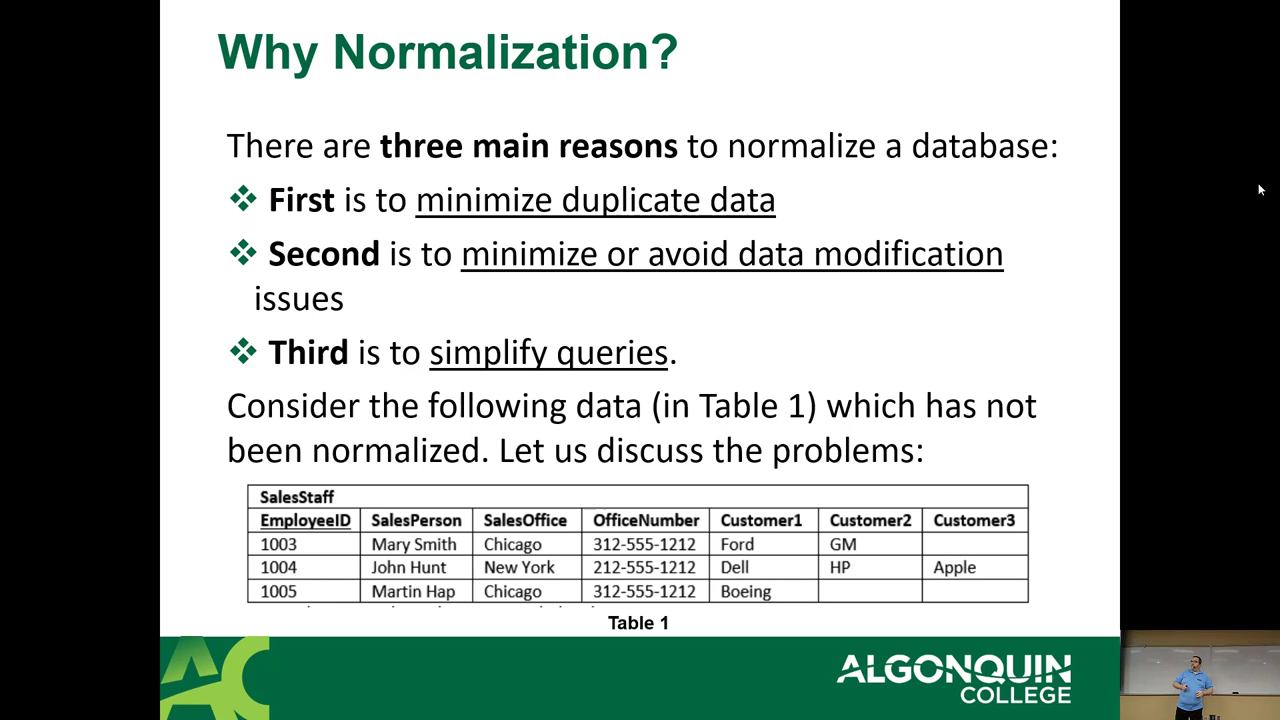 Why Normalization?
There are three main reasons to normalize a database:
First is to minimize duplicate data
Second is to minimize or avoid data modification
issues
Third is to simplify queries.
Consider the following data (in Table 1) which has not
been normalized. Let us discuss the problems:
SalesStaff
EmployeeID SalesPerson SalesOffice OfficeNumber Customer1 Customer2 Customer3
1003 Mary Smith Chicago 312-555-1212 Ford GM
1004 John Hunt New York 212-555-1212 Dell HP Apple
1005 Martin Hap Chicago 312-555-1212 Boeing
Table 1
AC
ALGONQUIN
COLLEGE